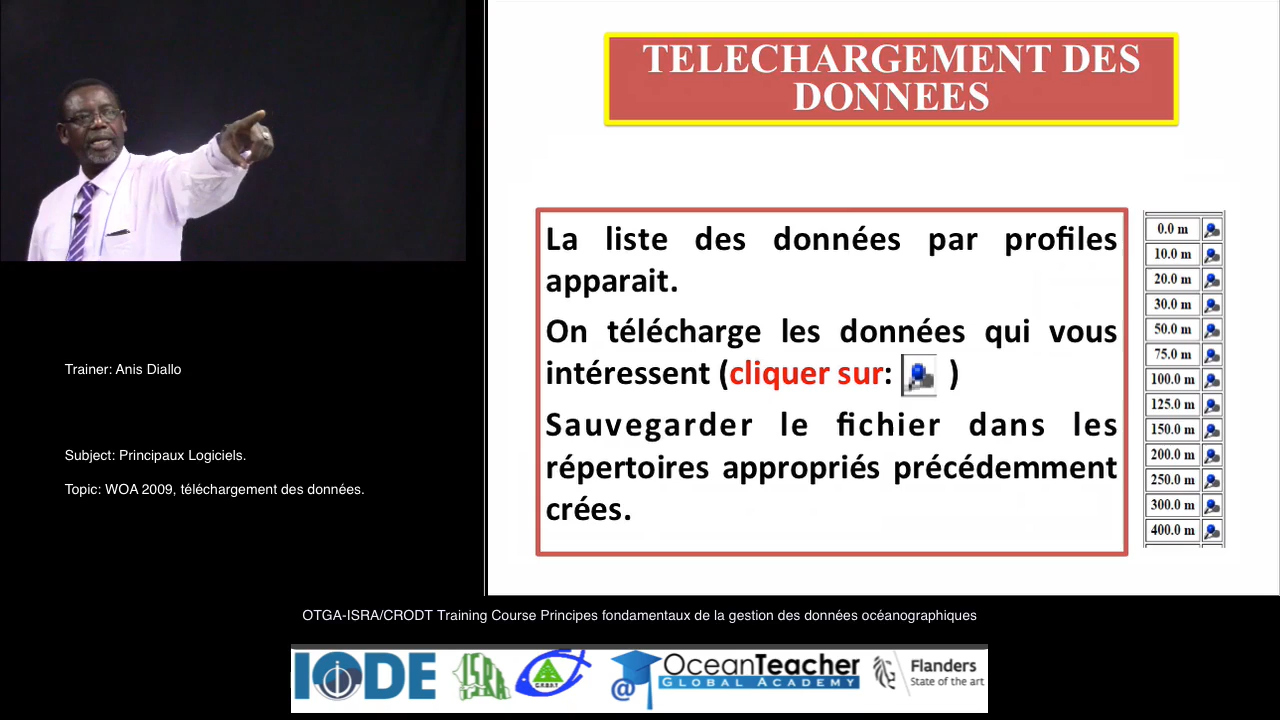 TELECHARGEMENT DES
DONNEES
La liste des données par profiles
apparait.
On télécharge les données qui vous
intéressent (cliquer sur: )
Sauvegarder le fichier dans les
répertoires appropriés précédemment
crées.
0.0 m
10.0 m
20.0 m
30.0 m
50.0 m
75.0 m
100.0 m
125.0 m
150.0 m
200.0 m
250.0 m
300.0 m
400.0 m
Trainer: Anis Diallo
Subject: Principaux Logiciels.
Topic: WOA 2009, téléchargement des données.
OTGA-ISRA/CRODT Training Course Principes fondamentaux de la gestion des données océanographiques
IODE
ISRA
@
OceanTeacher
GLOBAL ACADEMY
Flanders
State of the art